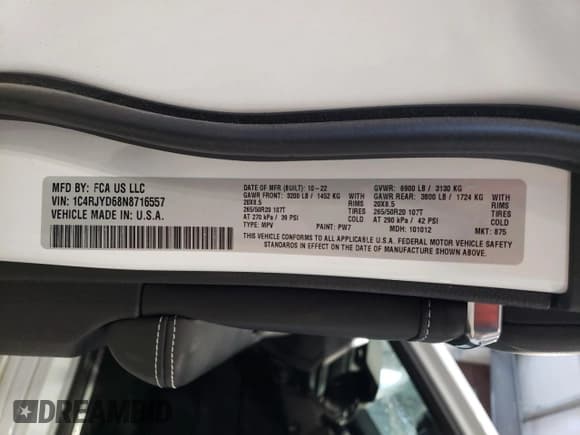 MFD BY: FCA US LLC
VIN: 1C4RJYD68N8716557
VEHICLE MADE IN U.S.A.
DATE OF MFR (BUILT): 10-22
GAWR FRONT: 3200 LB / 1452 KG
20X8.5 WITH RIMS
265/50R20 107T TIRES
AT 270 kPa / 39 PSI COLD
TYPE: MPV PAINT: PW7
GVWR: 6900 LB / 3130 KG
GAWR REAR: 3800 LB / 1724 KG
20X8.5 WITH RIMS
265/50R20 107T TIRES
AT 290 kPa / 42 PSI COLD
MDH: 101012 MKT: 875
THIS VEHICLE CONFORMS TO ALL APPLICABLE U.S.A. FEDERAL MOTOR VEHICLE SAFETY
STANDARDS IN EFFECT ON THE DATE OF MANUFACTURE SHOWN ABOVE.
DREAMBID